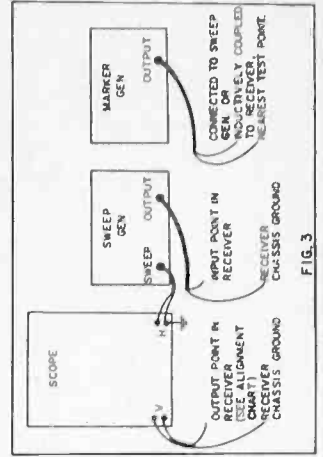 SCOPE
V
H
OUTPUT POINT IN
RECEIVER
(SEE ALIGNMENT
CHART)
RECEIVER
CHASSIS GROUND
SWEEP
GEN
SWEEP
OUTPUT
INPUT POINT IN
RECEIVER
RECEIVER
CHASSIS GROUND
MARKER
GEN
OUTPUT
CONNECTED TO SWEEP
GEN. OR
INDUCTIVELY COUPLED
TO RECEIVER,
NEAREST TEST POINT.
FIG. 3